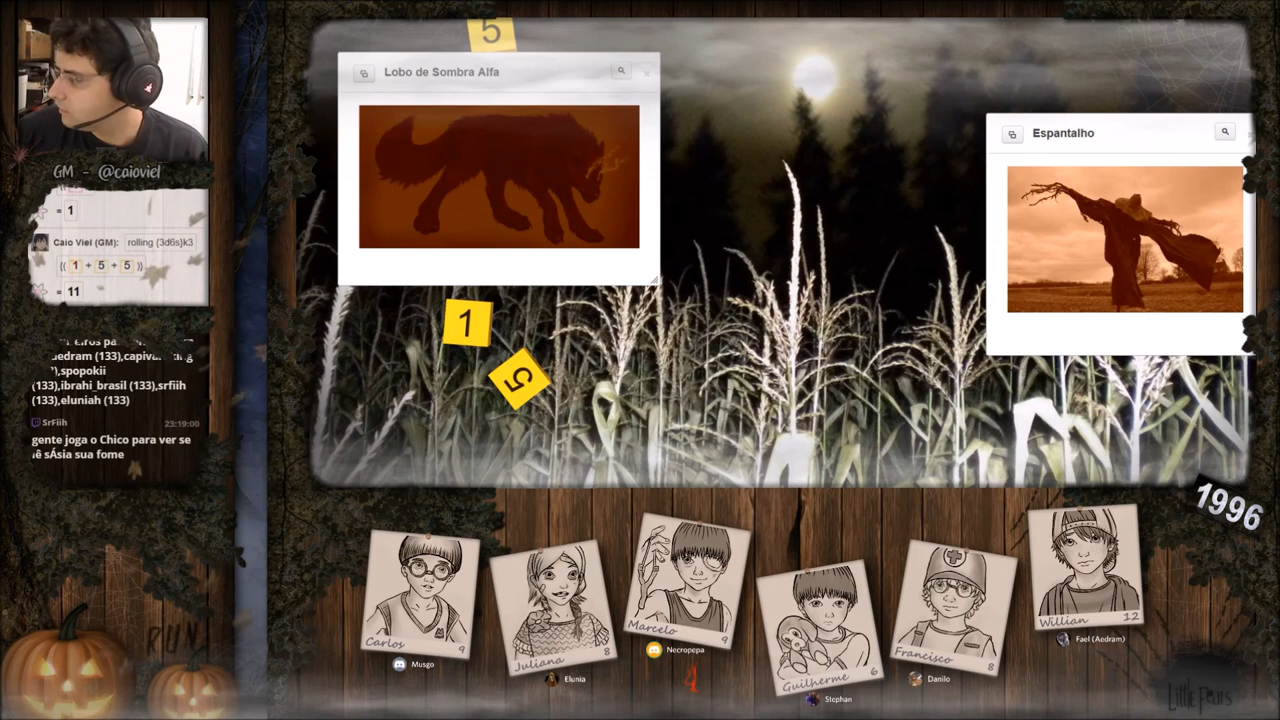 5
Lobo de Sombra Alfa
Espantalho
GM - @caioviel
= 1
Caio Viel (GM): rolling {3d6s}k3
(( 1 + 5 + 5 ))
= 11
1
5
(133),ibrahi_brasil (133),srfiih
(133),eluniah (133)
SrFiih 23:19:00
gente joga o Chico para ver se
sÁsia sua fome
1996
Carlos 9
Musgo
Juliana 8
Elunia
Marcelo 9
Necropepa
4
Guilherme 6
Stephan
Francisco 8
Danilo
Willian 12
Fael (Aedram)
RUN!
Little Fears